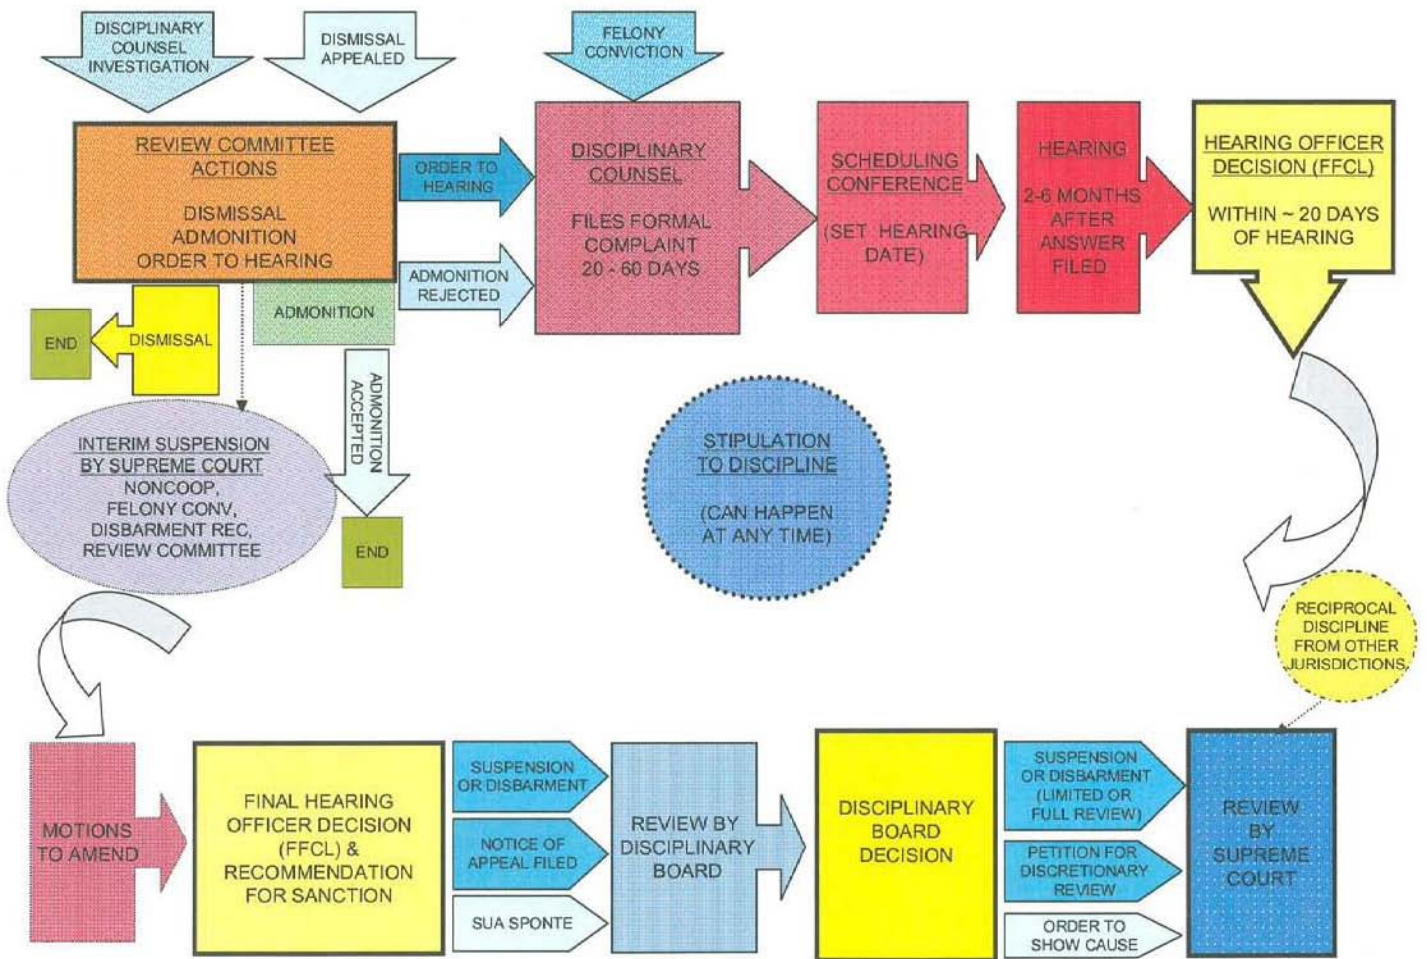 DISCIPLINARY
COUNSEL
INVESTIGATION
DISMISSAL
APPEALED
FELONY
CONVICTION
REVIEW COMMITTEE
ACTIONS
DISMISSAL
ADMONITION
ORDER TO HEARING
ORDER TO
HEARING
ADMONITION
REJECTED
DISCIPLINARY
COUNSEL
FILES FORMAL
COMPLAINT
20 - 60 DAYS
SCHEDULING
CONFERENCE
(SET HEARING
DATE)
HEARING
2-6 MONTHS
AFTER
ANSWER
FILED
HEARING OFFICER
DECISION (FFCL)
WITHIN ~ 20 DAYS
OF HEARING
END
DISMISSAL
ADMONITION
ADMONITION
ACCEPTED
END
INTERIM SUSPENSION
BY SUPREME COURT
NONCOOP,
FELONY CONV,
DISBARMENT REC,
REVIEW COMMITTEE
STIPULATION
TO DISCIPLINE
(CAN HAPPEN
AT ANY TIME)
RECIPROCAL
DISCIPLINE
FROM OTHER
JURISDICTIONS
MOTIONS
TO AMEND
FINAL HEARING
OFFICER DECISION
(FFCL) &
RECOMMENDATION
FOR SANCTION
SUSPENSION
OR DISBARMENT
NOTICE OF
APPEAL FILED
SUA SPONTE
REVIEW BY
DISCIPLINARY
BOARD
DISCIPLINARY
BOARD
DECISION
SUSPENSION
OR DISBARMENT
(LIMITED OR
FULL REVIEW)
PETITION FOR
DISCRETIONARY
REVIEW
ORDER TO
SHOW CAUSE
REVIEW
BY
SUPREME
COURT